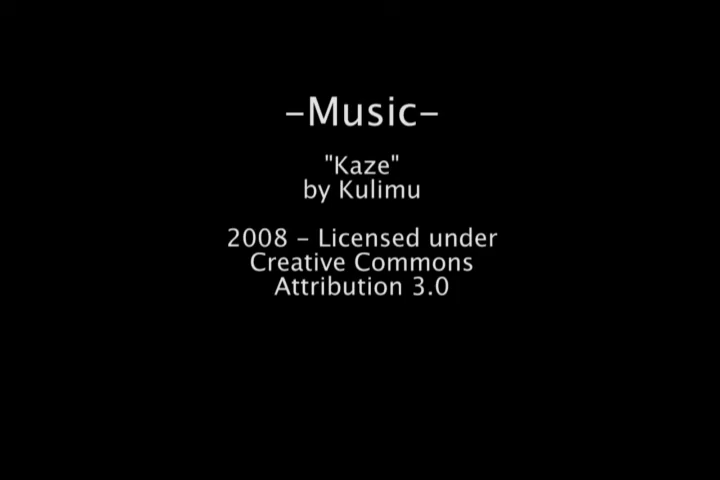 -Music-
"Kaze"
by Kulimu
2008 - Licensed under
Creative Commons
Attribution 3.0